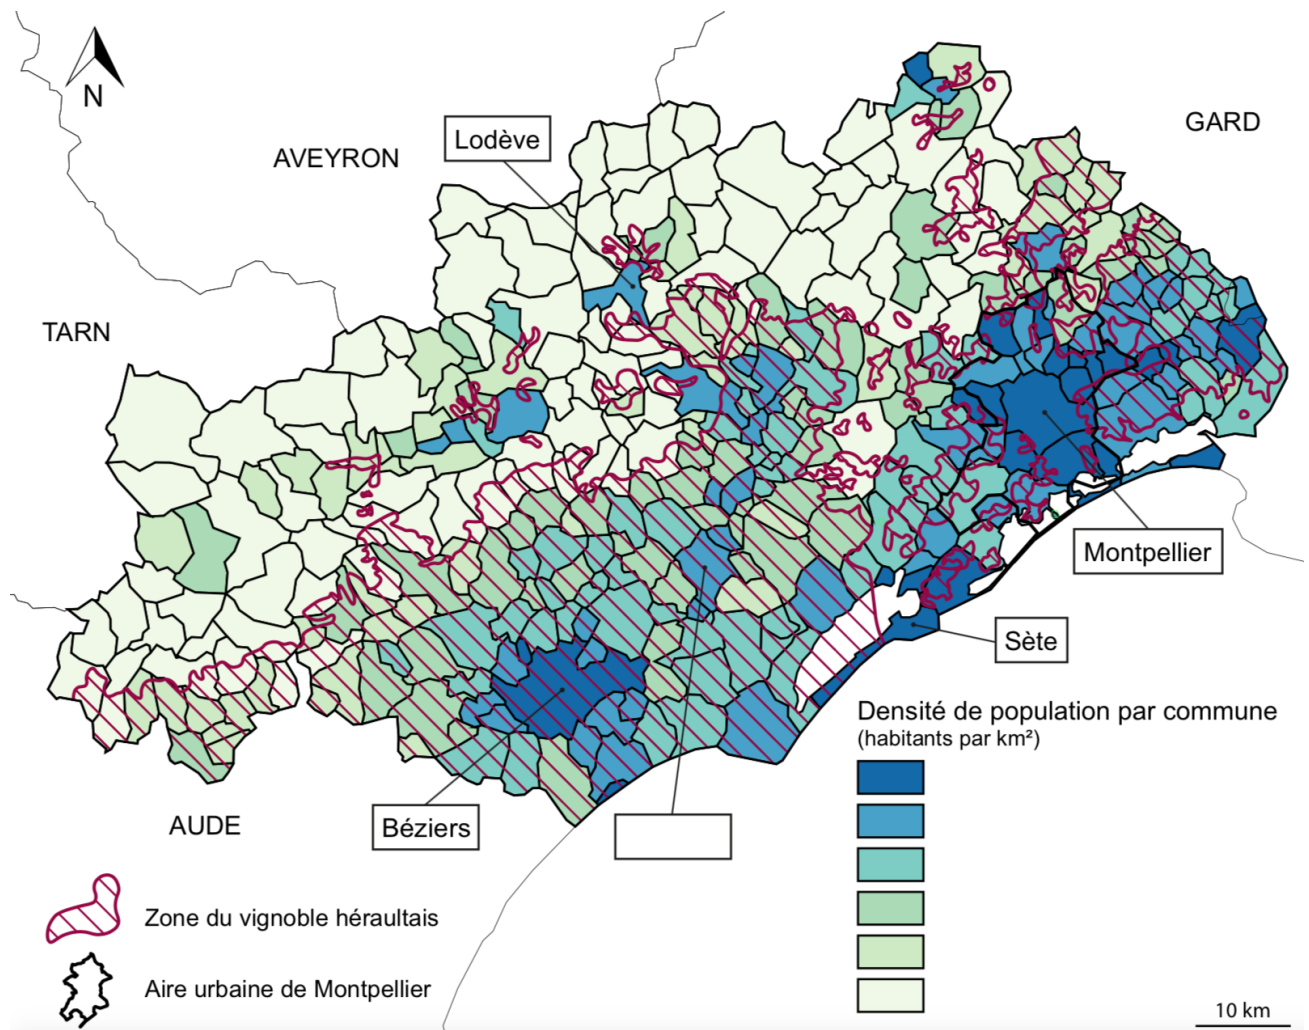 N
GARD
Lodève
AVEYRON
TARN
Montpellier
Sète
Densité de population par commune
(habitants par km²)
Béziers
AUDE
Zone du vignoble héraultais
Aire urbaine de Montpellier
10 km